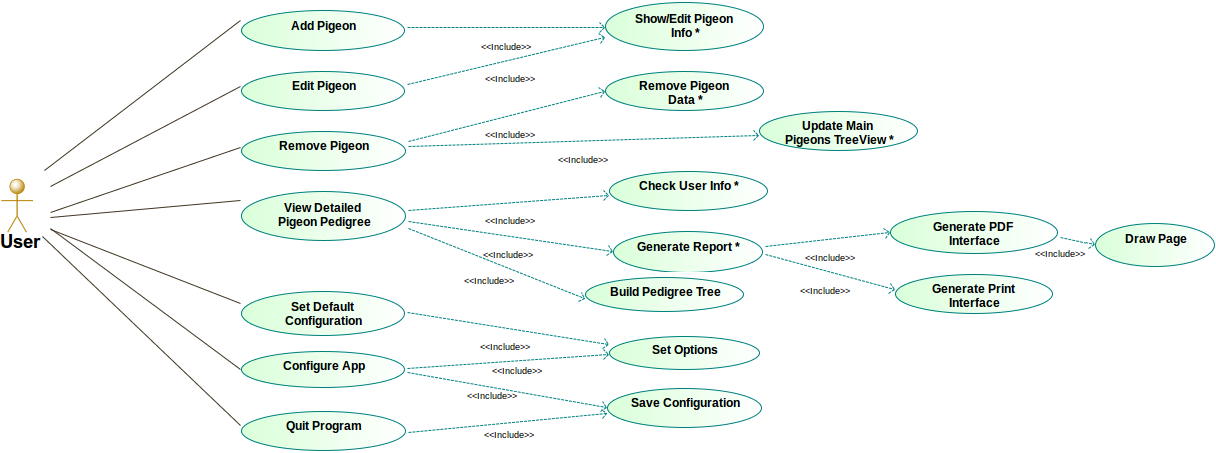 Add Pigeon
Show/Edit Pigeon
Info *
<<Include>>
Edit Pigeon
<<Include>>
Remove Pigeon
Data *
Remove Pigeon
<<Include>>
Update Main
Pigeons TreeView *
<<Include>>
User
View Detailed
Pigeon Pedigree
Check User Info *
<<Include>>
Generate Report *
<<Include>>
Build Pedigree Tree
<<Include>>
Generate PDF
Interface
<<Include>>
Draw Page
<<Include>>
Generate Print
Interface
<<Include>>
Set Default
Configuration
Set Options
<<Include>>
Configure App
<<Include>>
Save Configuration
<<Include>>
Quit Program
<<Include>>